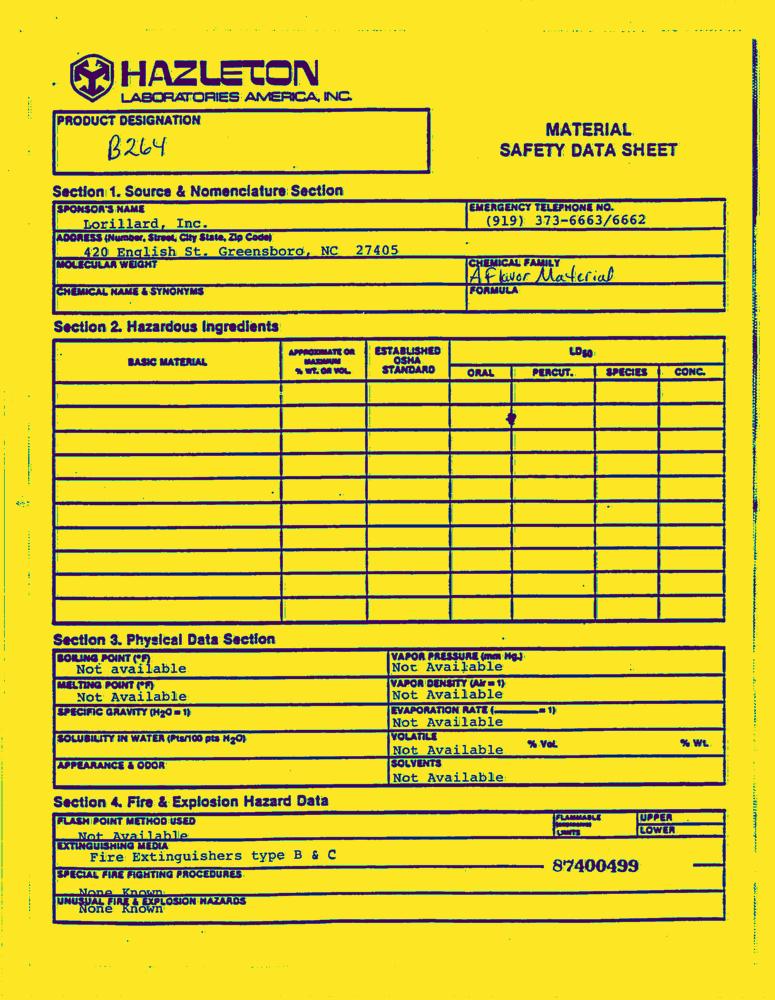 HAZLETON
LABORATORIES AMERICA, INC.
PRODUCT DESIGNATION
B264
MATERIAL
SAFETY DATA SHEET
Section 1. Source & Nomenclature Section
SPONSOR'S NAME
Lorillard, Inc.
EMERGENCY TELEPHONE NO.
(919) 373-6663/6662
ADDRESS (Number, Street, City State, Zip Code)
420 English St. Greensboro, NC 27405
MOLECULAR WEIGHT
CHEMICAL FAMILY
A Flavor Material
CHEMICAL NAME & SYNONYMS
FORMULA
Section 2. Hazardous Ingredients
BASIC MATERIAL
APPROXIMATE OR
MAXIMUM
% WT. OR VOL.
ESTABLISHED
OSHA
STANDARD
LD50
ORAL
PERCUT.
SPECIES
CONC.
Section 3. Physical Data Section
BOILING POINT (°F)
Not available
VAPOR PRESSURE (mm Hg.)
Not Available
MELTING POINT (°F)
Not Available
VAPOR DENSITY (Air = 1)
Not Available
SPECIFIC GRAVITY (H2O = 1)
EVAPORATION RATE (______ = 1)
Not Available
SOLUBILITY IN WATER (Pts/100 pts H2O)
VOLATILE
Not Available % Vol. % Wt.
APPEARANCE & ODOR
SOLVENTS
Not Available
Section 4. Fire & Explosion Hazard Data
FLASH POINT METHOD USED
Not Available
FLAMMABLE
LIMITS
UPPER
LOWER
EXTINGUISHING MEDIA
Fire Extinguishers type B & C
87400499
SPECIAL FIRE FIGHTING PROCEDURES
None Known
UNUSUAL FIRE & EXPLOSION HAZARDS
None Known